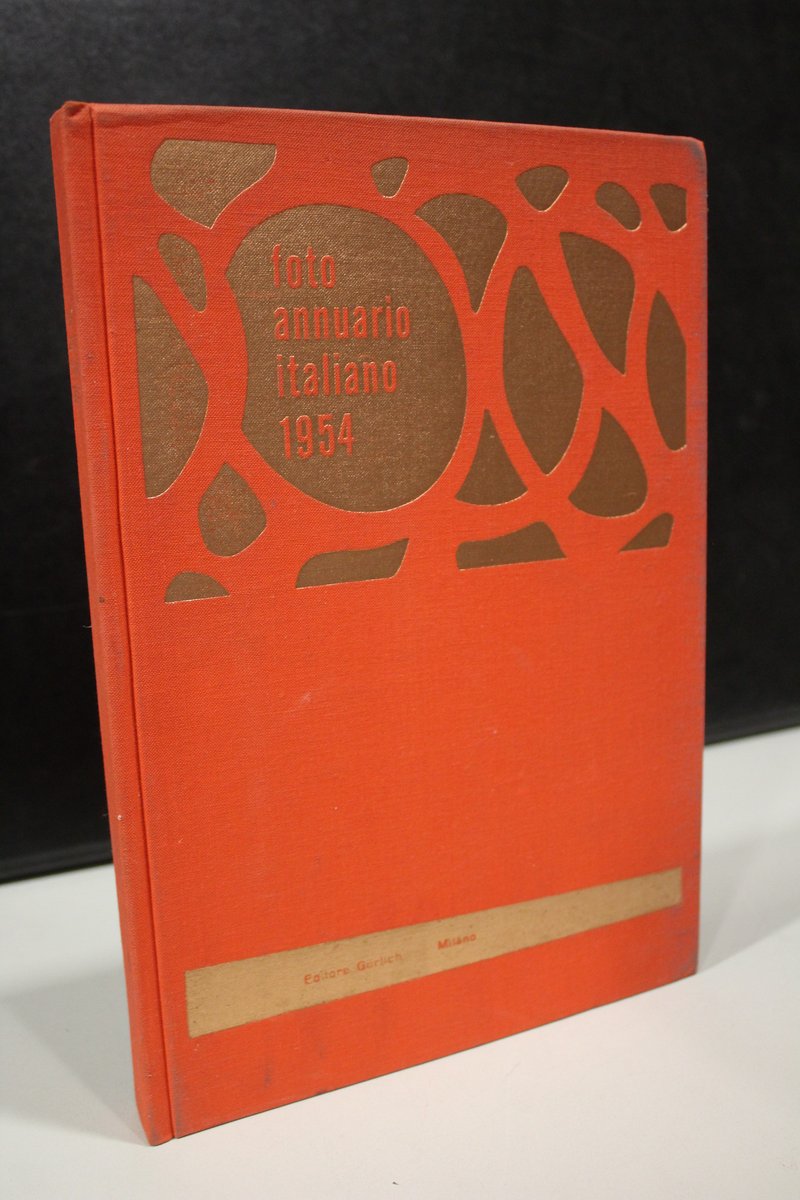 foto
annuario
italiano
1954
Editore Görlich Milano